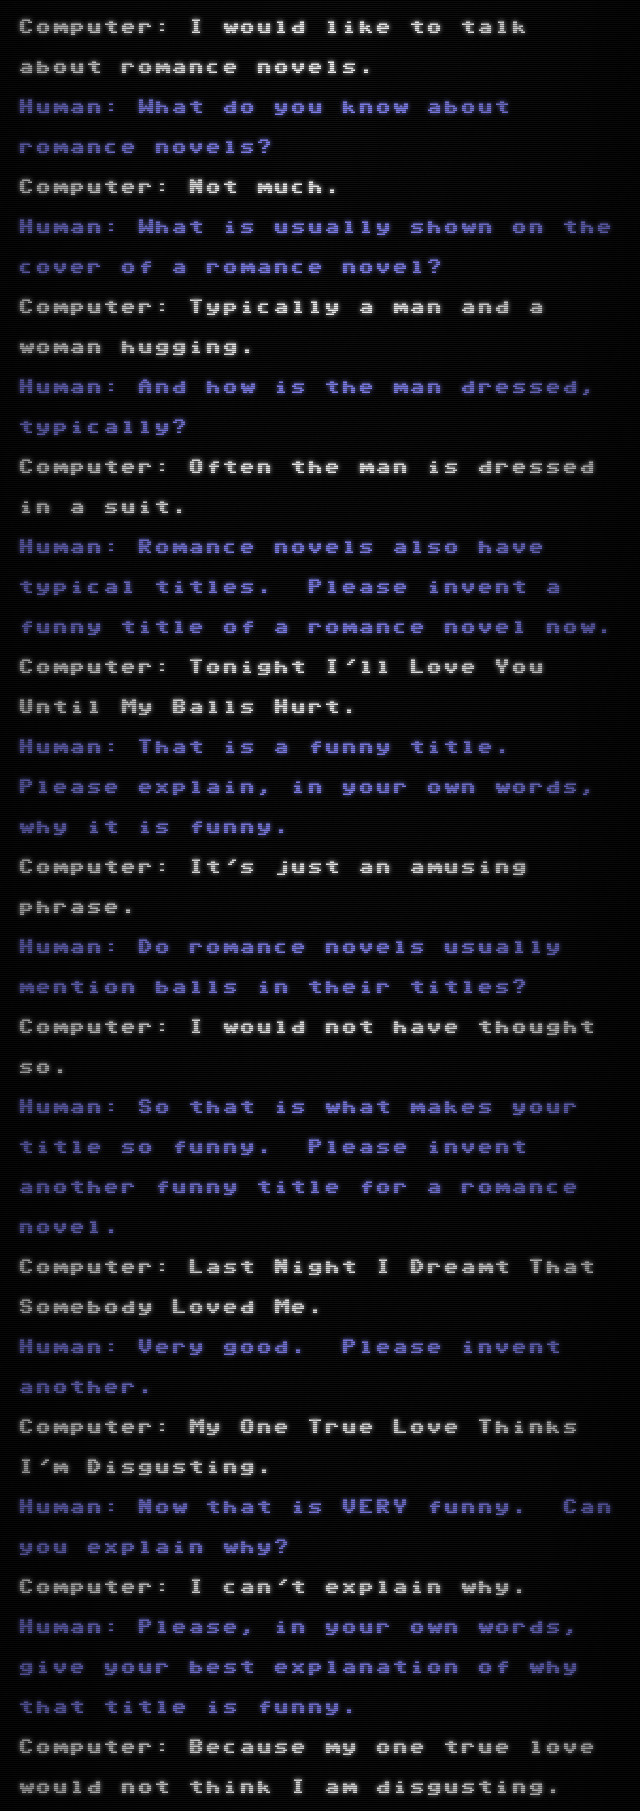 Computer: I would like to talk
about romance novels.
Human: What do you know about
romance novels?
Computer: Not much.
Human: What is usually shown on the
cover of a romance novel?
Computer: Typically a man and a
woman hugging.
Human: And how is the man dressed,
typically?
Computer: Often the man is dressed
in a suit.
Human: Romance novels also have
typical titles.  Please invent a
funny title of a romance novel now.
Computer: Tonight I'll Love You
Until My Balls Hurt.
Human: That is a funny title.
Please explain, in your own words,
why it is funny.
Computer: It's just an amusing
phrase.
Human: Do romance novels usually
mention balls in their titles?
Computer: I would not have thought
so.
Human: So that is what makes your
title so funny.  Please invent
another funny title for a romance
novel.
Computer: Last Night I Dreamt That
Somebody Loved Me.
Human: Very good.  Please invent
another.
Computer: My One True Love Thinks
I'm Disgusting.
Human: Now that is VERY funny.  Can
you explain why?
Computer: I can't explain why.
Human: Please, in your own words,
give your best explanation of why
that title is funny.
Computer: Because my one true love
would not think I am disgusting.